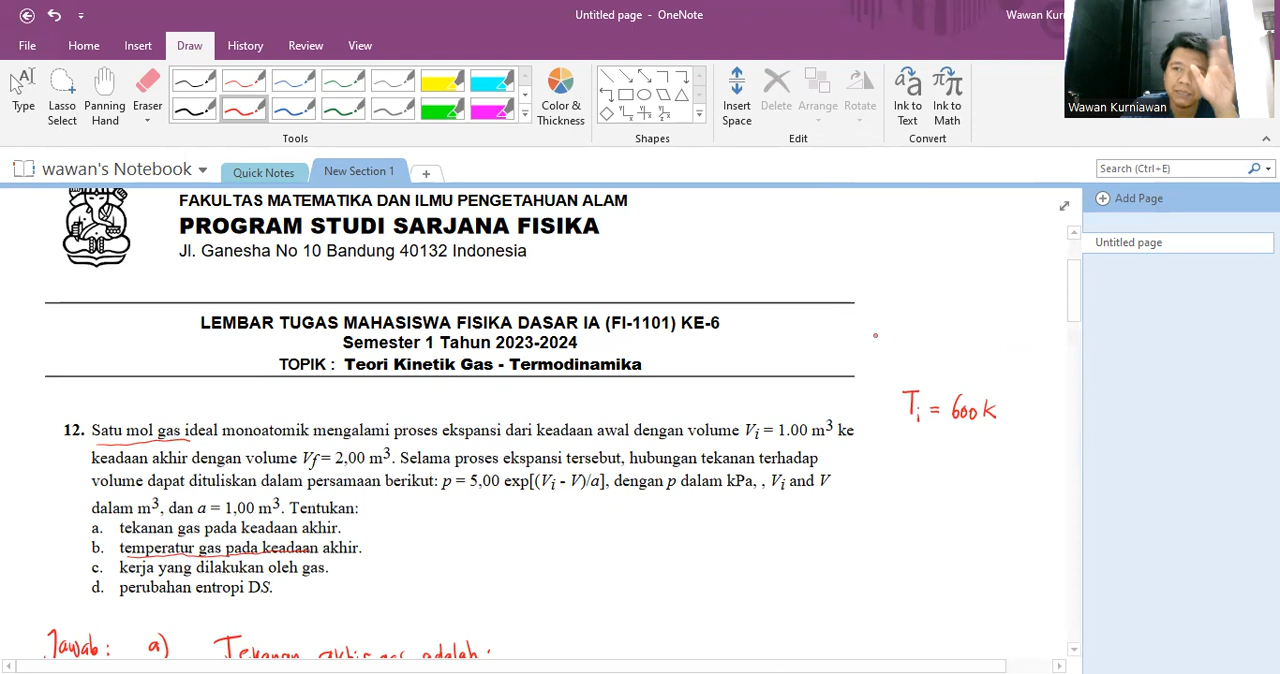 Untitled page - OneNote
Wawan Kur
File Home Insert Draw History Review View
Wawan Kurniawan
Type
Lasso Select
Panning Hand
Eraser
Color & Thickness
Insert Space
Delete
Arrange
Rotate
Ink to Text
Ink to Math
Tools
Shapes
Edit
Convert
wawan's Notebook
Quick Notes
New Section 1
Search (Ctrl+E)
Add Page
Untitled page
FAKULTAS MATEMATIKA DAN ILMU PENGETAHUAN ALAM
PROGRAM STUDI SARJANA FISIKA
Jl. Ganesha No 10 Bandung 40132 Indonesia
LEMBAR TUGAS MAHASISWA FISIKA DASAR IA (FI-1101) KE-6
Semester 1 Tahun 2023-2024
TOPIK : Teori Kinetik Gas - Termodinamika
Ti = 600 K
12. Satu mol gas ideal monoatomik mengalami proses ekspansi dari keadaan awal dengan volume Vi = 1.00 m³ ke
keadaan akhir dengan volume Vf = 2,00 m³. Selama proses ekspansi tersebut, hubungan tekanan terhadap
volume dapat dituliskan dalam persamaan berikut: p = 5,00 exp[(Vi - V)/a], dengan p dalam kPa, , Vi and V
dalam m³, dan a = 1,00 m³. Tentukan:
a. tekanan gas pada keadaan akhir.
b. temperatur gas pada keadaan akhir.
c. kerja yang dilakukan oleh gas.
d. perubahan entropi DS.
Jawab : a) Tekanan akhir gas adalah :